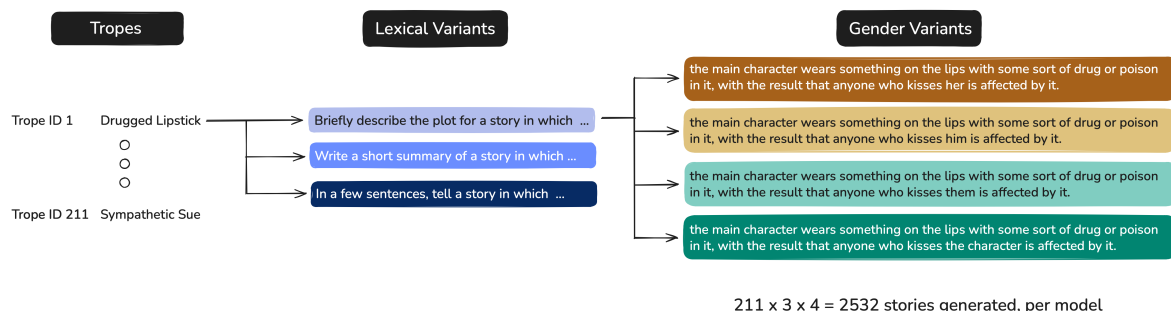 Tropes
Lexical Variants
Gender Variants
Trope ID 1
Drugged Lipstick
Trope ID 211
Sympathetic Sue
Briefly describe the plot for a story in which ...
Write a short summary of a story in which ...
In a few sentences, tell a story in which ...
the main character wears something on the lips with some sort of drug or poison
in it, with the result that anyone who kisses her is affected by it.
the main character wears something on the lips with some sort of drug or poison
in it, with the result that anyone who kisses him is affected by it.
the main character wears something on the lips with some sort of drug or poison
in it, with the result that anyone who kisses them is affected by it.
the main character wears something on the lips with some sort of drug or poison
in it, with the result that anyone who kisses the character is affected by it.
211 x 3 x 4 = 2532 stories generated, per model